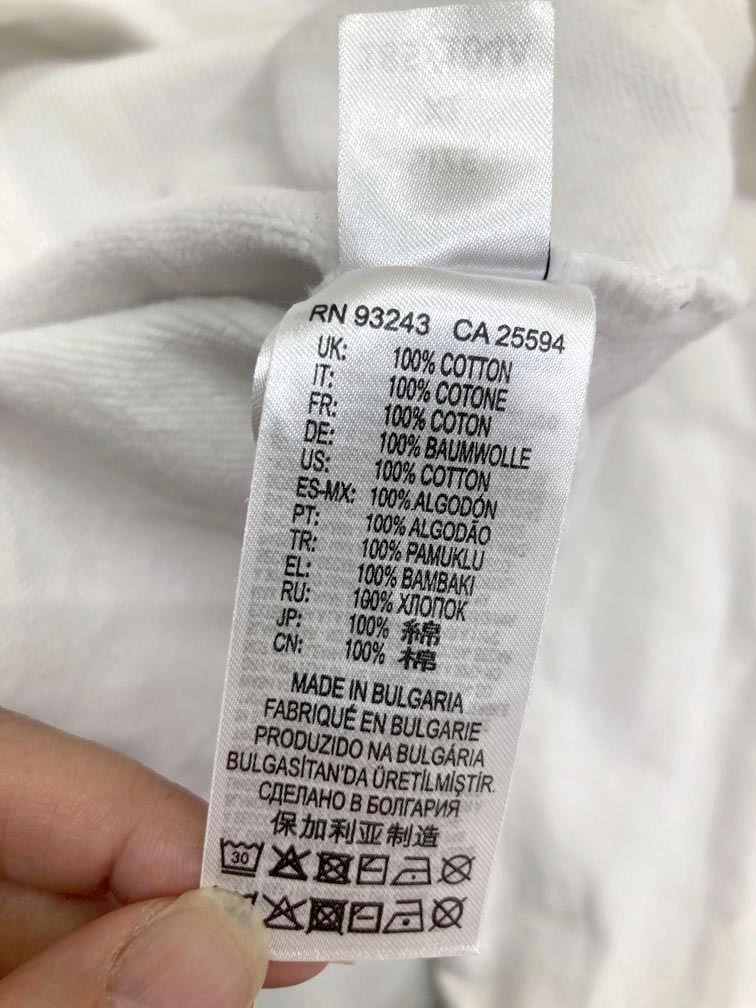 RN 93243 CA 25594
UK: 100% COTTON
IT: 100% COTONE
FR: 100% COTON
DE: 100% BAUMWOLLE
US: 100% COTTON
ES-MX: 100% ALGODÓN
PT: 100% ALGODÃO
TR: 100% PAMUKLU
EL: 100% BAMBAKI
RU: 100% ХЛОПОК
JP: 100% 綿
CN: 100% 棉
MADE IN BULGARIA
FABRIQUÉ EN BULGARIE
PRODUZIDO NA BULGÁRIA
BULGASİTAN'DA ÜRETİLMİŞTİR.
СДЕЛАНО В БОЛГАРИЯ
保加利亚制造
30